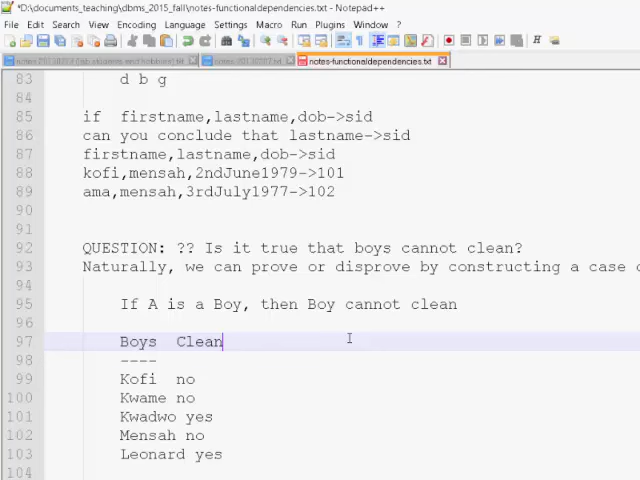 *D:\documents_teaching\dbms_2015_fall\notes-functionaldependencies.txt - Notepad++
File Edit Search View Encoding Language Settings Macro Run Plugins Window ?
notes-functionaldependencies.txt
83 d b g
84
85 if firstname,lastname,dob->sid
86 can you conclude that lastname->sid
87 firstname,lastname,dob->sid
88 kofi,mensah,2ndJune1979->101
89 ama,mensah,3rdJuly1977->102
90
91
92 QUESTION: ?? Is it true that boys cannot clean?
93 Naturally, we can prove or disprove by constructing a case
94
95 If A is a Boy, then Boy cannot clean
96
97 Boys Clean
98 ----
99 Kofi no
100 Kwame no
101 Kwadwo yes
102 Mensah no
103 Leonard yes
104